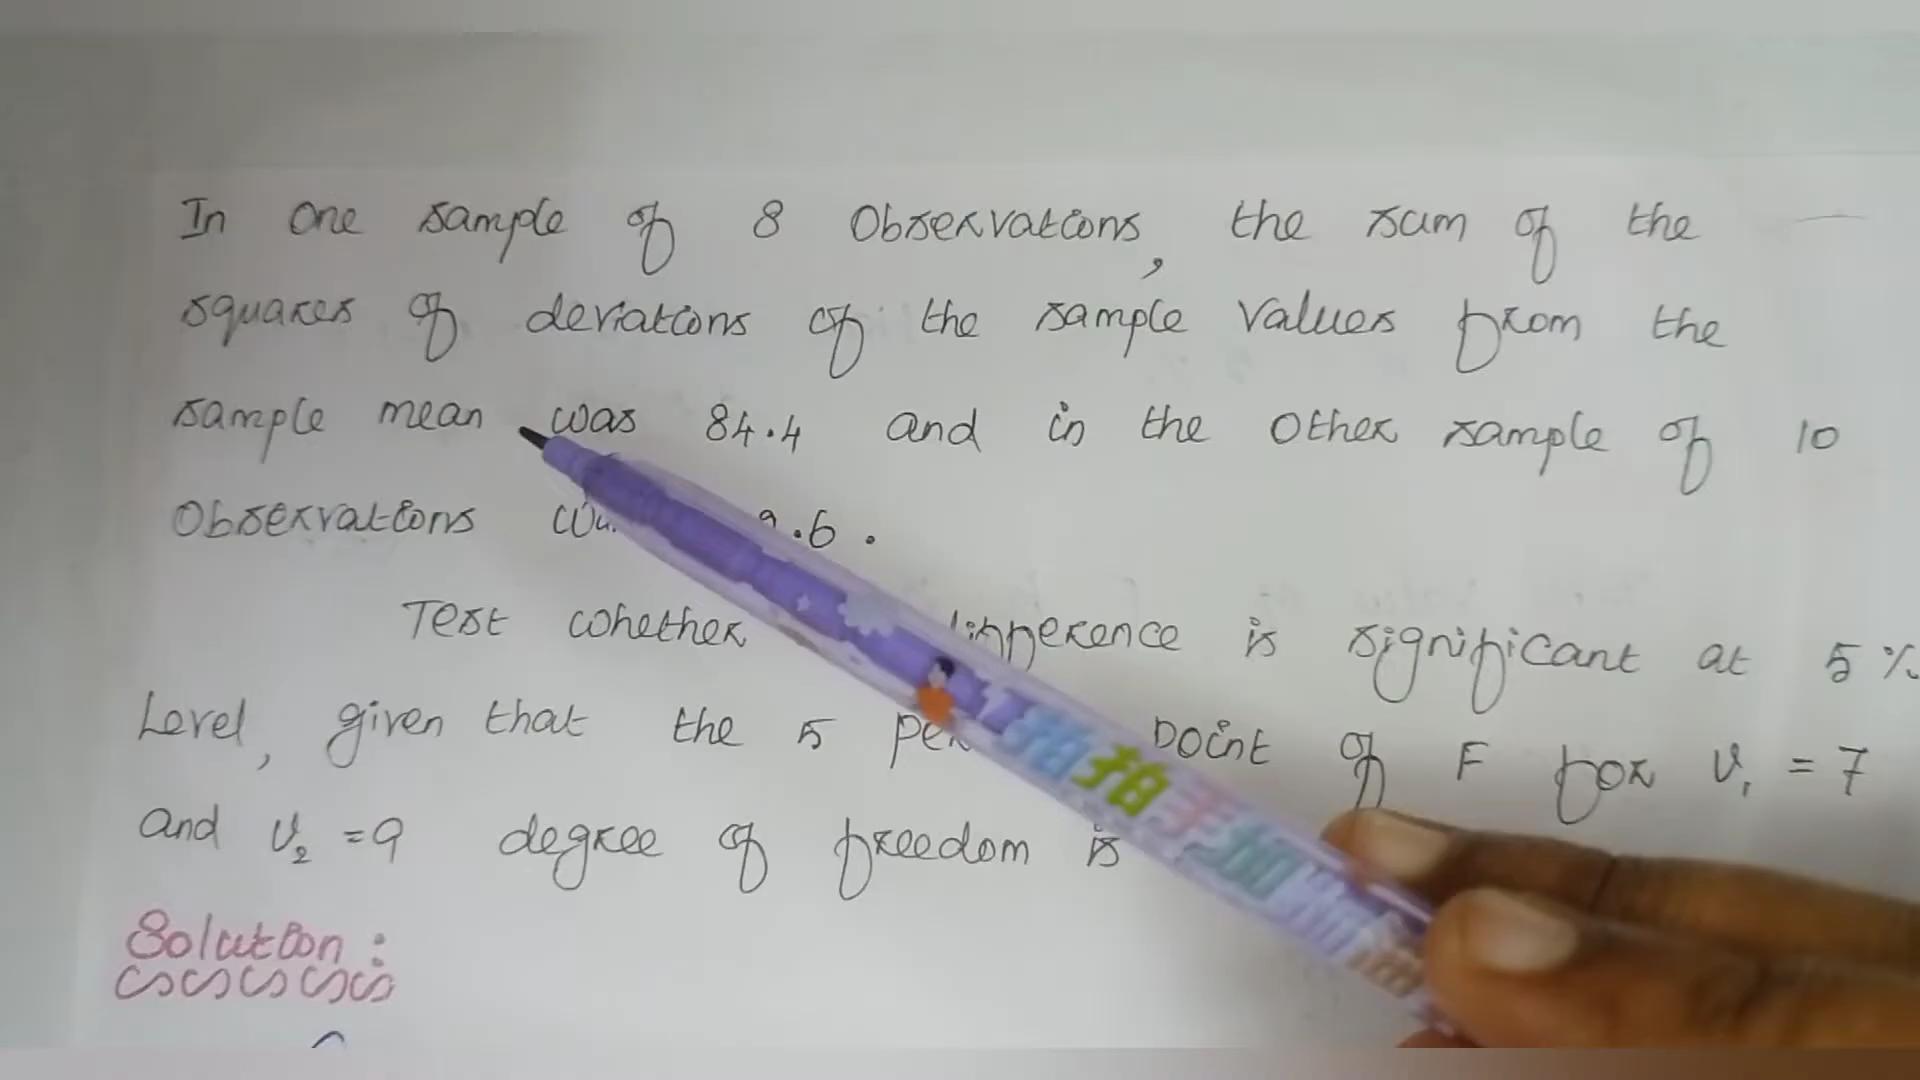 In one sample of 8 Observations, the sum of the
squares of deviations of the sample values from the
sample mean was 84.4 and in the other sample of 10
Observations .6 .
Test whether is significant at 5%
Level, given that the 5 point of F for v₁ = 7
and v₂ = 9 degree of freedom is
Solution: